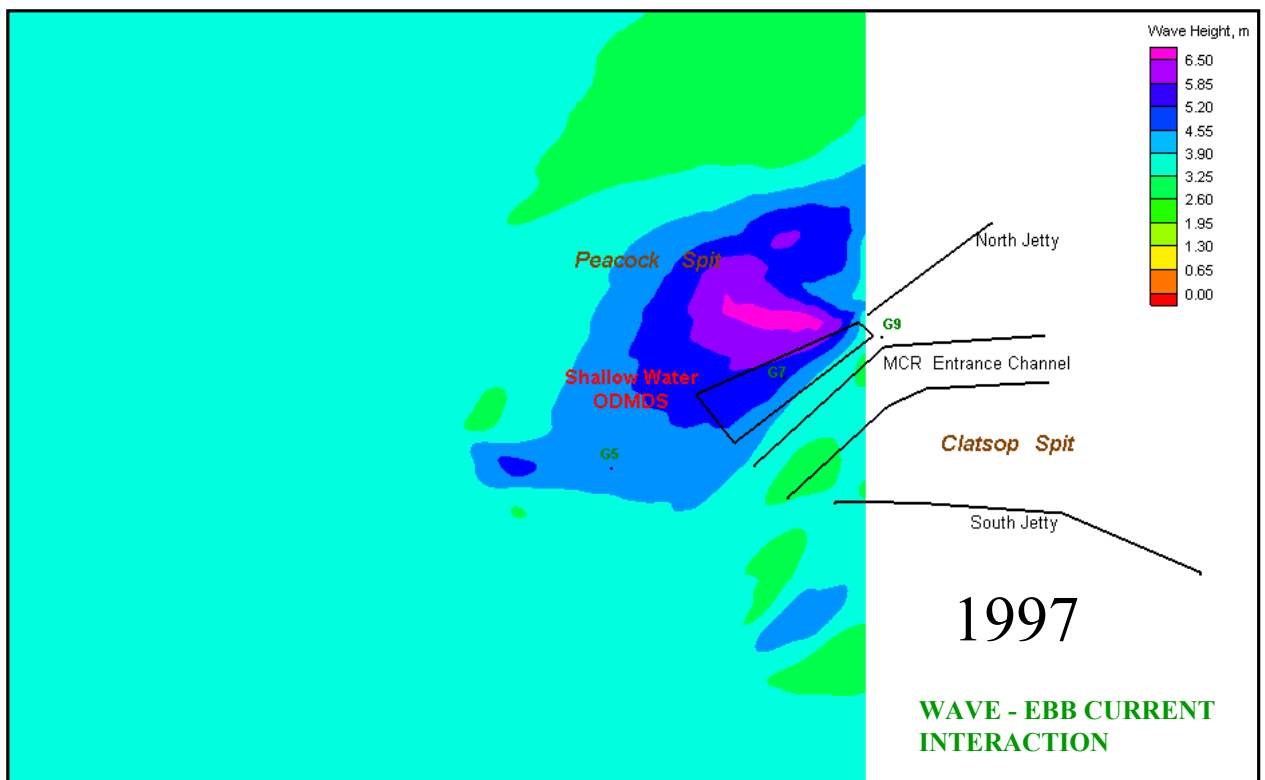 Wave Height, m
6.50
5.85
5.20
4.55
3.90
3.25
2.60
1.95
1.30
0.65
0.00
North Jetty
Peacock Spit
G9
MCR Entrance Channel
Shallow Water
ODMDS
G7
Clatsop Spit
G5
South Jetty
1997
WAVE - EBB CURRENT
INTERACTION